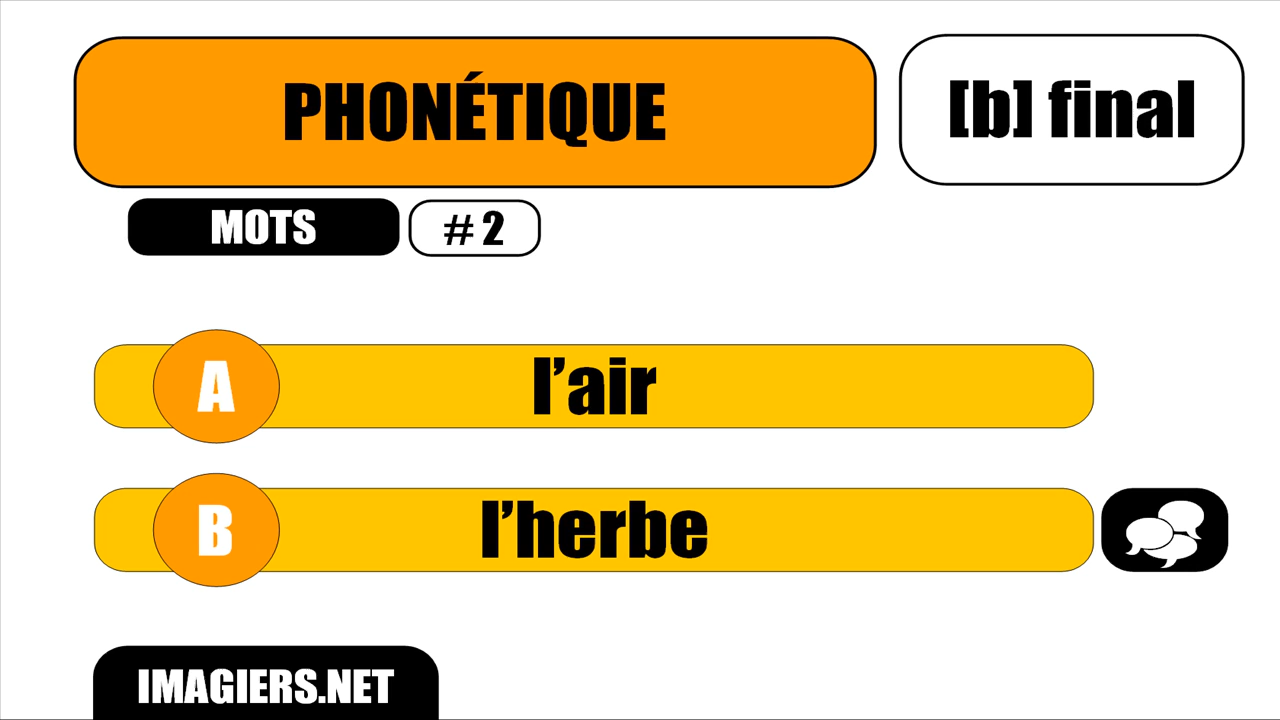 PHONÉTIQUE
[b] final
MOTS
# 2
A
l’air
B
l’herbe
IMAGIERS.NET